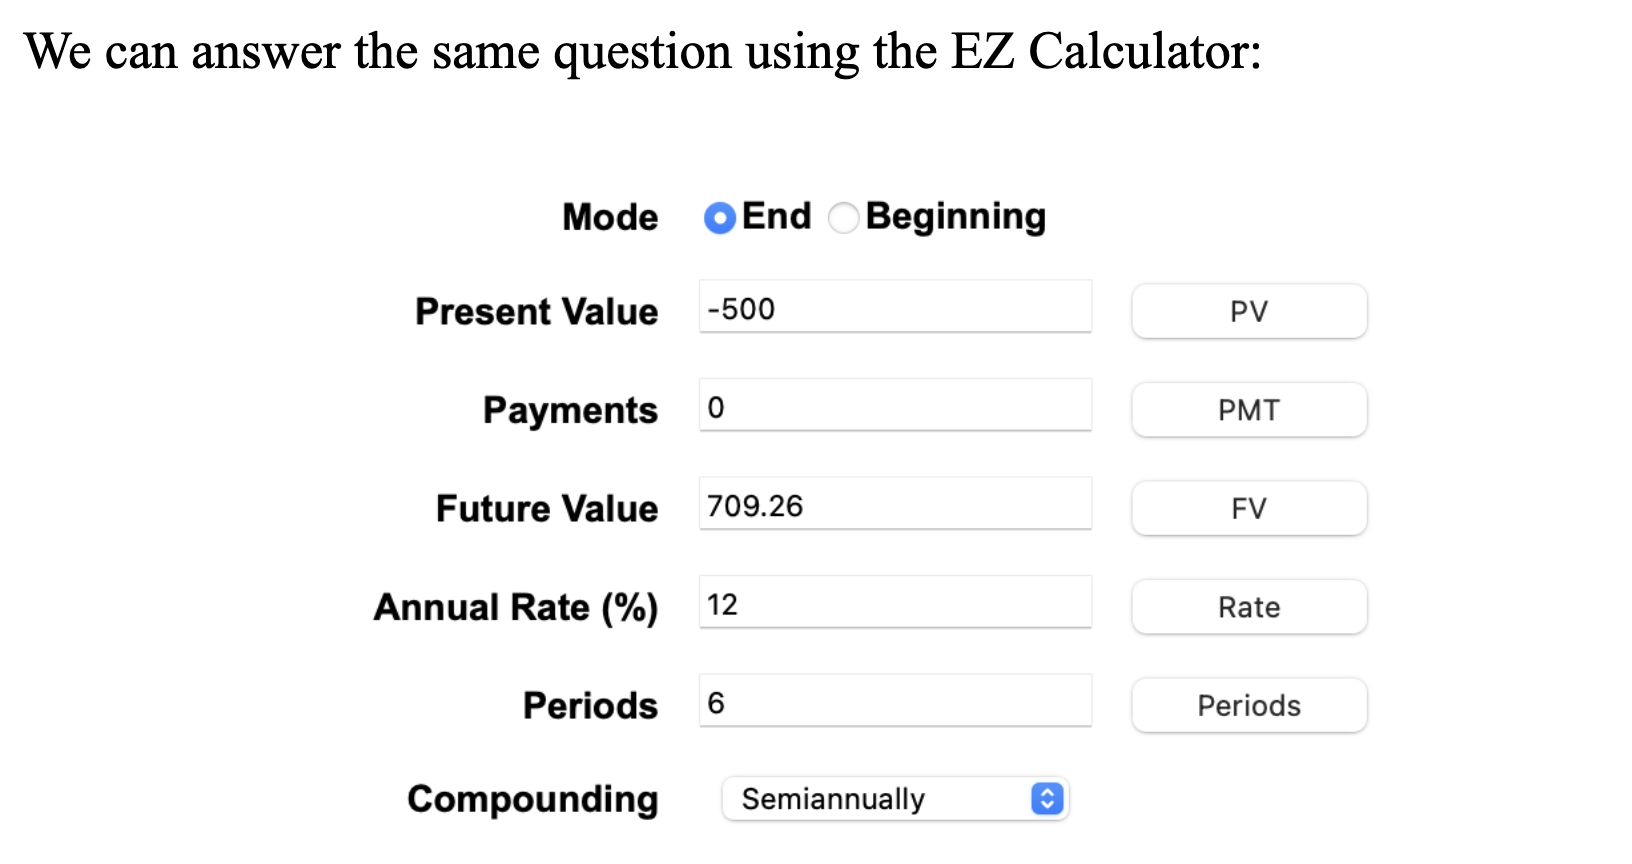 We can answer the same question using the EZ Calculator:
Mode End Beginning
Present Value -500 PV
Payments 0 PMT
Future Value 709.26 FV
Annual Rate (%) 12 Rate
Periods 6 Periods
Compounding Semiannually